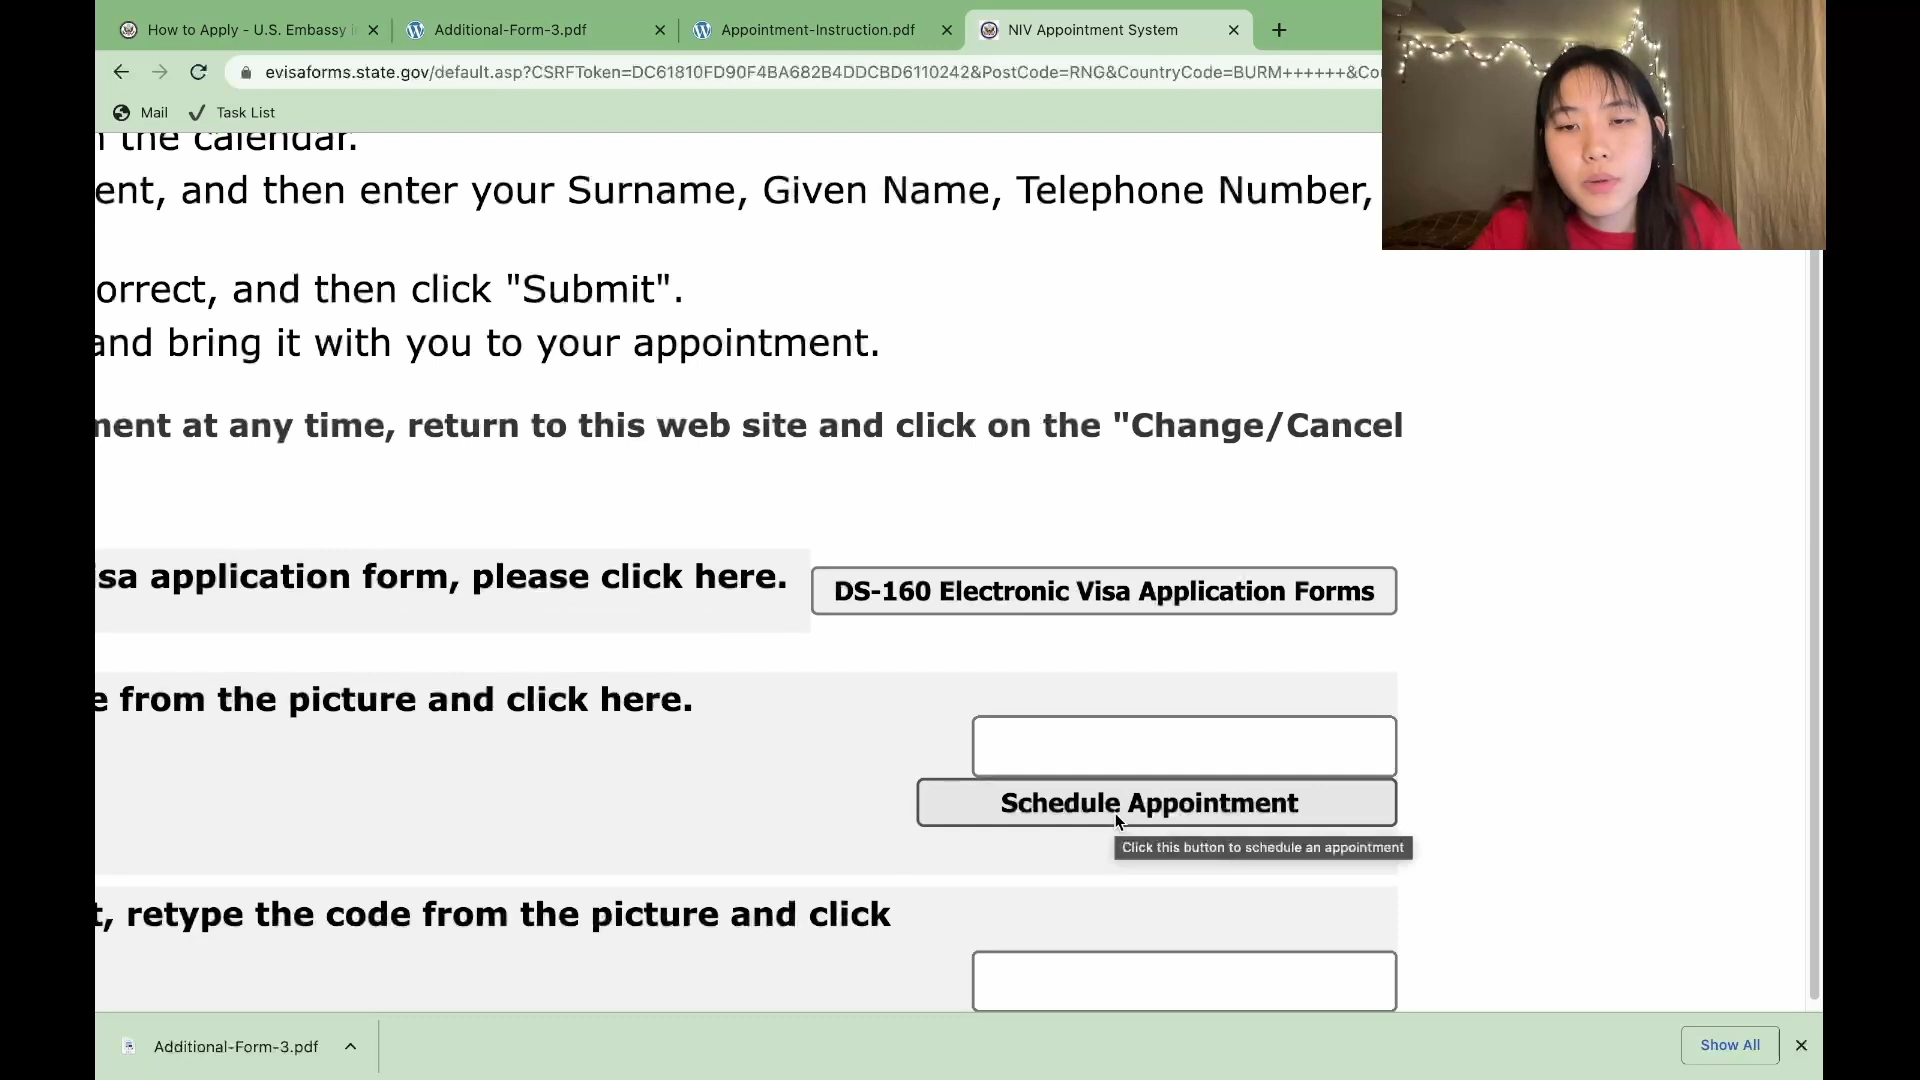 How to Apply - U.S. Embassy
Additional-Form-3.pdf
Appointment-Instruction.pdf
NIV Appointment System
evisaforms.state.gov/default.asp?CSRFToken=DC61810FD90F4BA682B4DDCBD6110242&PostCode=RNG&CountryCode=BURM++++++&Co
Mail
Task List
the calendar.
ent, and then enter your Surname, Given Name, Telephone Number,
orrect, and then click "Submit".
and bring it with you to your appointment.
ment at any time, return to this web site and click on the "Change/Cancel
isa application form, please click here.
DS-160 Electronic Visa Application Forms
e from the picture and click here.
Schedule Appointment
Click this button to schedule an appointment
t, retype the code from the picture and click
Additional-Form-3.pdf
Show All